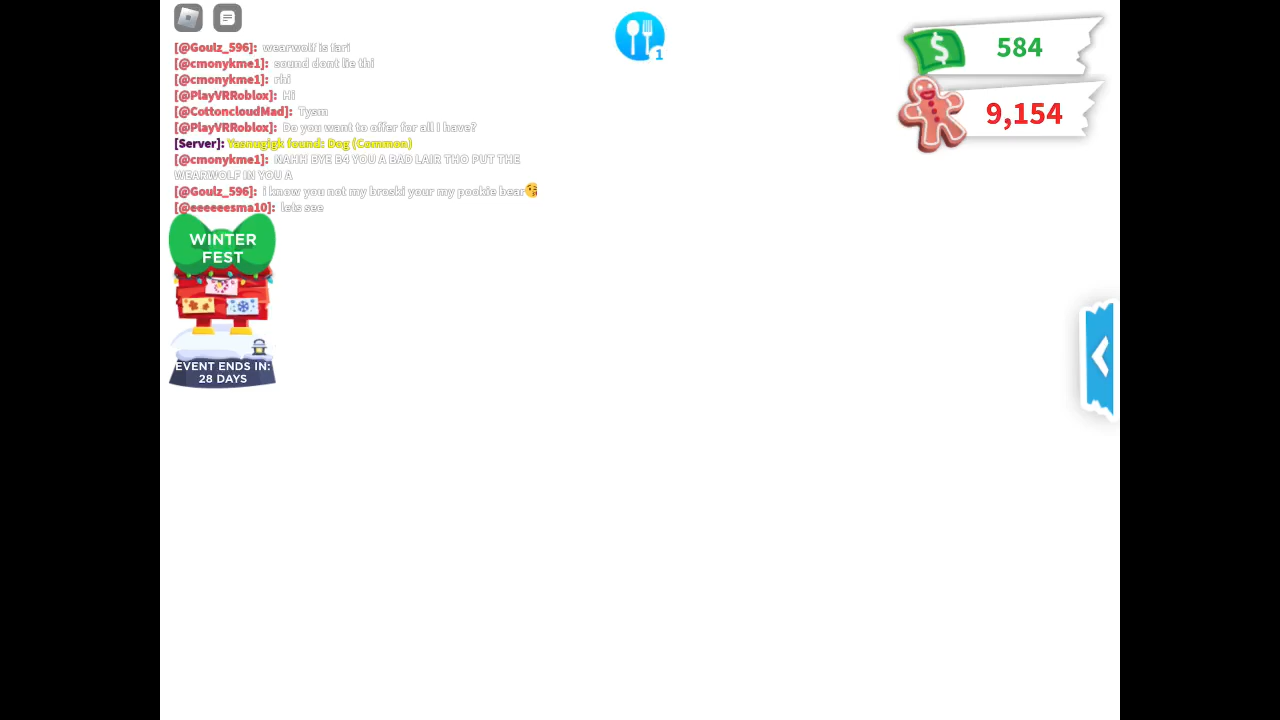 [@Goulz_596]: wearwolf is fari
[@cmonykme1]: sound dont lie thi
[@cmonykme1]: rhi
[@PlayVRRoblox]: Hi
[@CottoncloudMad]: Tysm
[@PlayVRRoblox]: Do you want to offer for all I have?
[Server]: Yasnugigk found: Dog (Common)
[@cmonykme1]: NAHH BYE B4 YOU A BAD LAIR THO PUT THE
WEARWOLF IN YOU A
[@Goulz_596]: i know you not my broski your my pookie bear😘
[@eeeeeesma10]: lets see
1
584
9,154
WINTER
FEST
EVENT ENDS IN:
28 DAYS